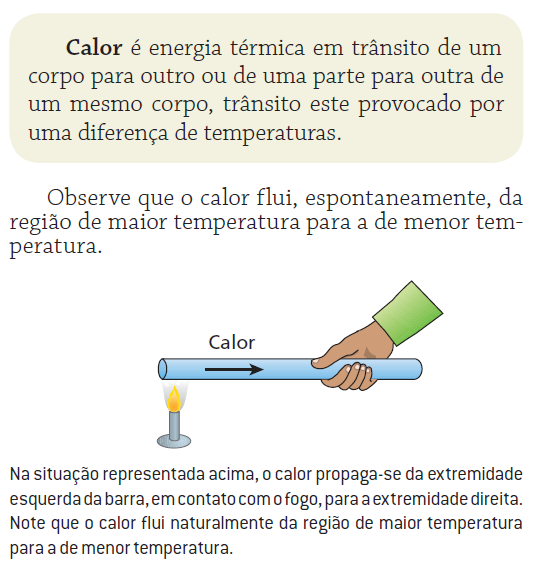 Calor é energia térmica em trânsito de um
corpo para outro ou de uma parte para outra de
um mesmo corpo, trânsito este provocado por
uma diferença de temperaturas.
Observe que o calor flui, espontaneamente, da
região de maior temperatura para a de menor tem-
peratura.
Calor
Na situação representada acima, o calor propaga-se da extremidade
esquerda da barra, em contato com o fogo, para a extremidade direita.
Note que o calor flui naturalmente da região de maior temperatura
para a de menor temperatura.